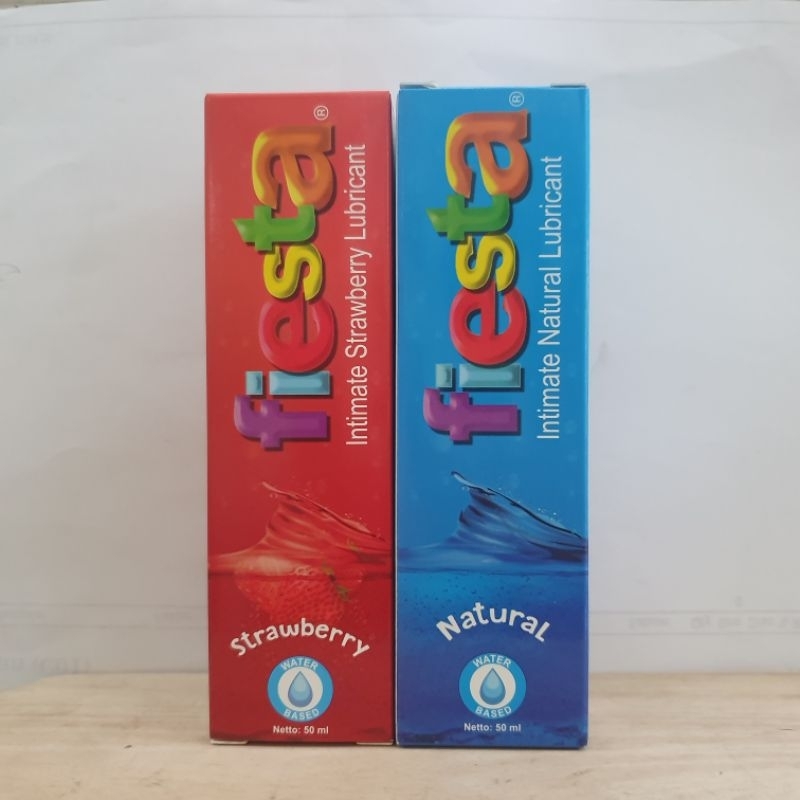 fiesta®
Intimate Strawberry Lubricant
Strawberry
WATER
BASED
Netto: 50 ml
fiesta®
Intimate Natural Lubricant
Natural
WATER
BASED
Netto: 50 ml